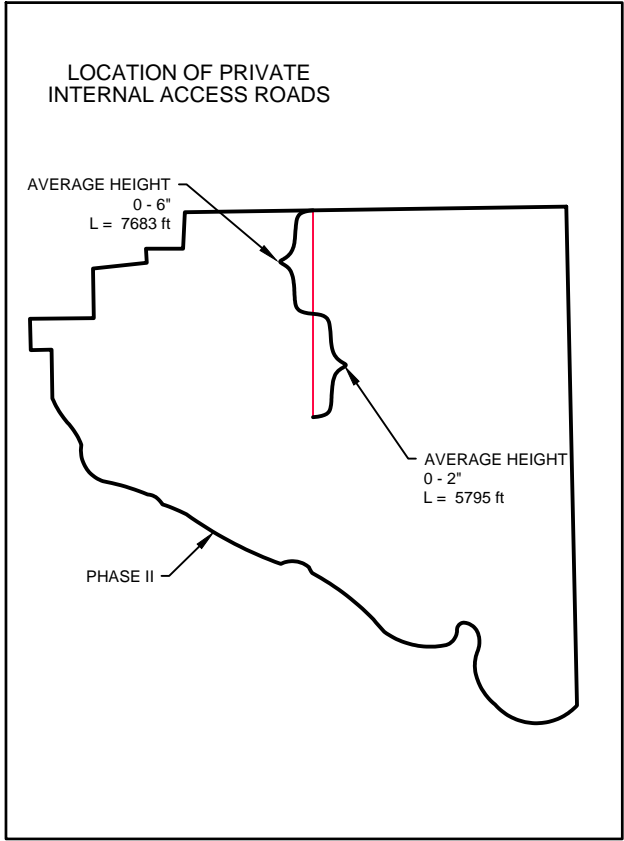 LOCATION OF PRIVATE
INTERNAL ACCESS ROADS
AVERAGE HEIGHT
0 - 6"
L = 7683 ft
AVERAGE HEIGHT
0 - 2"
L = 5795 ft
PHASE II